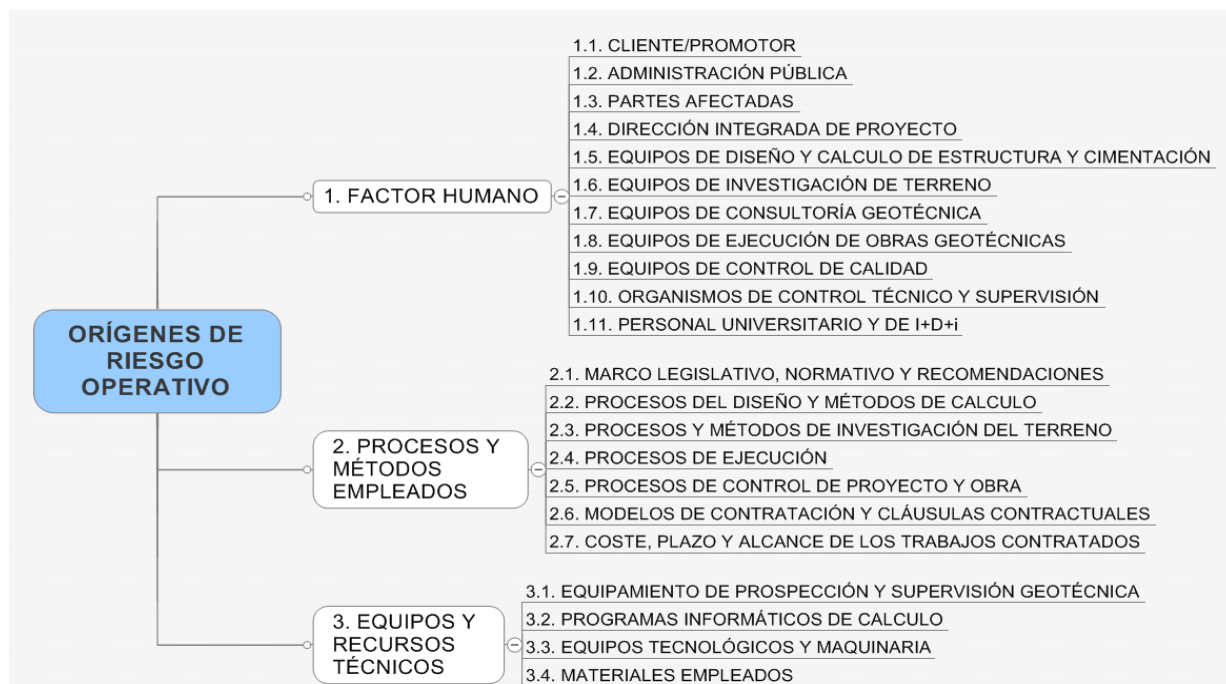 1.1. CLIENTE/PROMOTOR
1.2. ADMINISTRACIÓN PÚBLICA
1.3. PARTES AFECTADAS
1.4. DIRECCIÓN INTEGRADA DE PROYECTO
1.5. EQUIPOS DE DISEÑO Y CALCULO DE ESTRUCTURA Y CIMENTACIÓN
1.6. EQUIPOS DE INVESTIGACIÓN DE TERRENO
1. FACTOR HUMANO
1.7. EQUIPOS DE CONSULTORÍA GEOTÉCNICA
1.8. EQUIPOS DE EJECUCIÓN DE OBRAS GEOTÉCNICAS
1.9. EQUIPOS DE CONTROL DE CALIDAD
1.10. ORGANISMOS DE CONTROL TÉCNICO Y SUPERVISIÓN
1.11. PERSONAL UNIVERSITARIO Y DE I+D+i
ORÍGENES DE
RIESGO
OPERATIVO
2.1. MARCO LEGISLATIVO, NORMATIVO Y RECOMENDACIONES
2.2. PROCESOS DEL DISEÑO Y MÉTODOS DE CALCULO
2.3. PROCESOS Y MÉTODOS DE INVESTIGACIÓN DEL TERRENO
2. PROCESOS Y
MÉTODOS
EMPLEADOS
2.4. PROCESOS DE EJECUCIÓN
2.5. PROCESOS DE CONTROL DE PROYECTO Y OBRA
2.6. MODELOS DE CONTRATACIÓN Y CLÁUSULAS CONTRACTUALES
2.7. COSTE, PLAZO Y ALCANCE DE LOS TRABAJOS CONTRATADOS
3.1. EQUIPAMIENTO DE PROSPECCIÓN Y SUPERVISIÓN GEOTÉCNICA
3. EQUIPOS Y
RECURSOS
TÉCNICOS
3.2. PROGRAMAS INFORMÁTICOS DE CALCULO
3.3. EQUIPOS TECNOLÓGICOS Y MAQUINARIA
3.4. MATERIALES EMPLEADOS